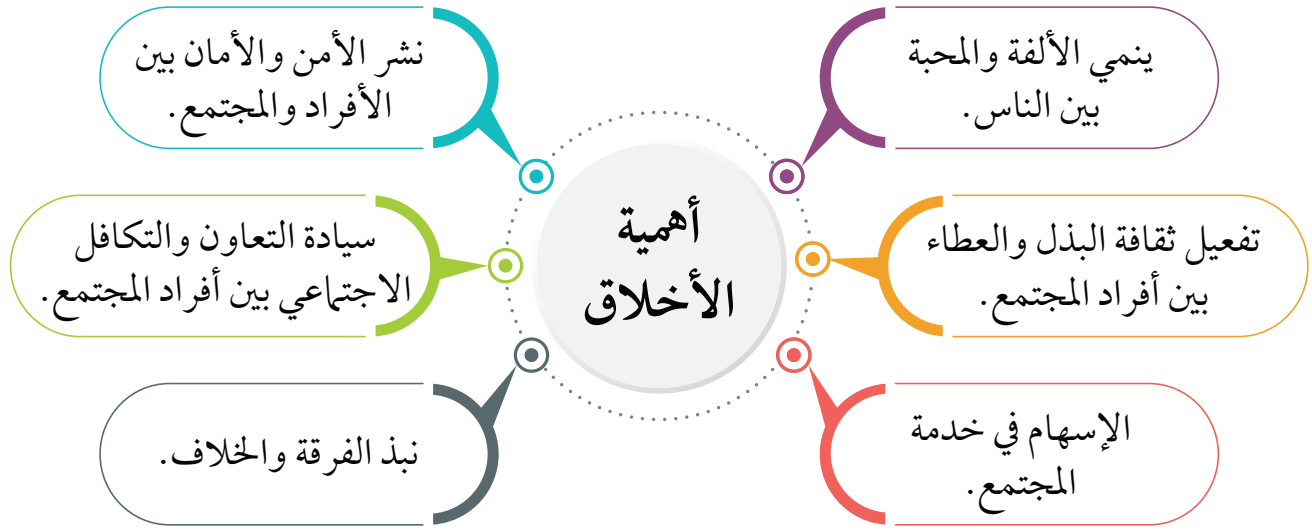 أهمية
الأخلاق
ينمي الألفة والمحبة
بين الناس.
تفعيل ثقافة البذل والعطاء
بين أفراد المجتمع.
الإسهام في خدمة
المجتمع.
نشر الأمن والأمان بين
الأفراد والمجتمع.
سيادة التعاون والتكافل
الاجتماعي بين أفراد المجتمع.
نبذ الفرقة والخلاف.